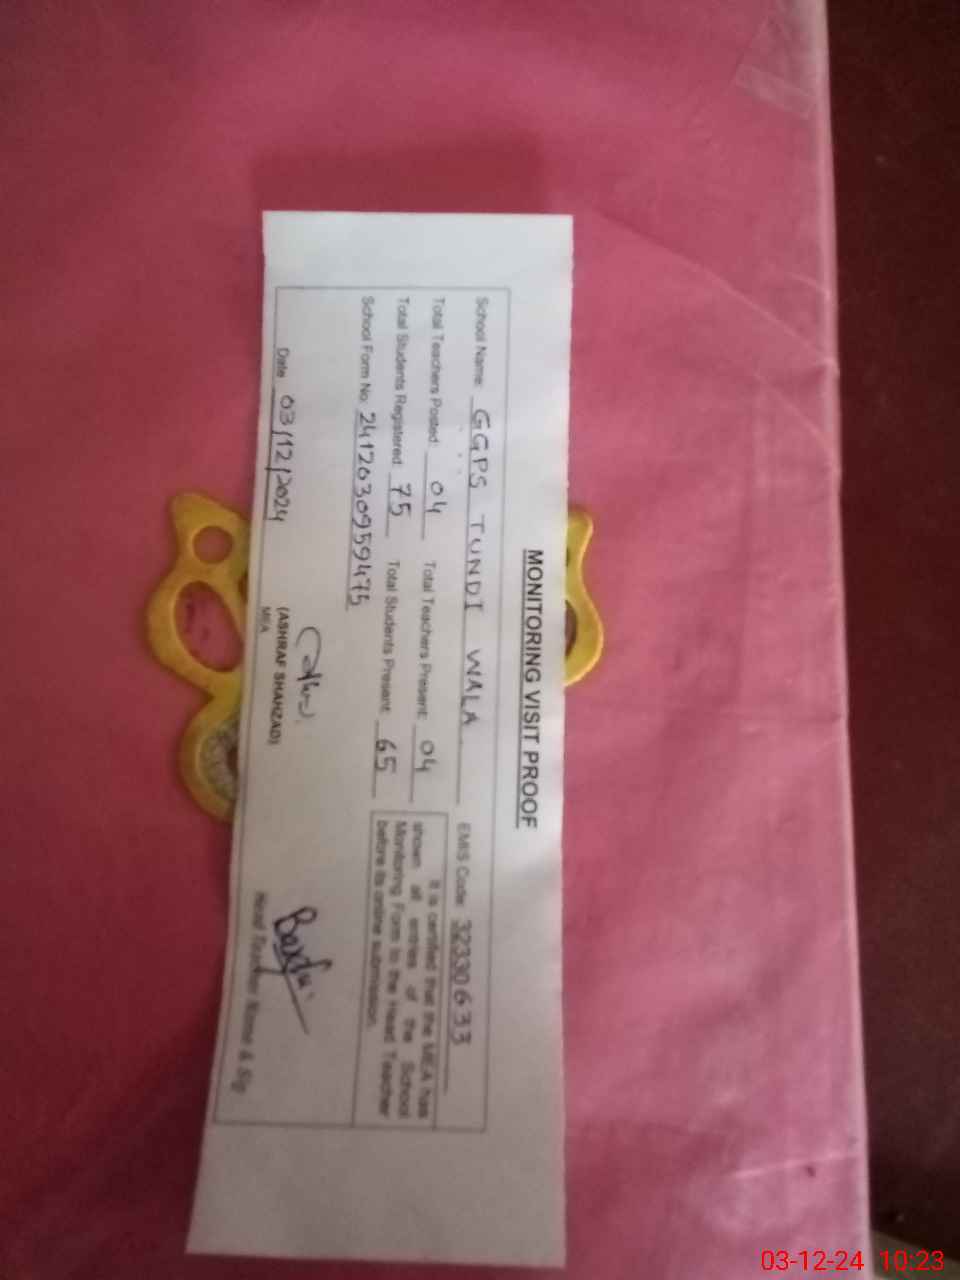 MONITORING VISIT PROOF
School Name: GGPS TUNDI WALA EMIS Code: 32330633
Total Teachers Posted: 04 Total Teachers Present: 04
Total Students Registered: 75 Total Students Present: 65
School Form No: 2412030959475
It is certified that the MEA has
shown all entries of the School
Monitoring Form to the Head Teacher
before its online submission.
Date 03/12/2024
(ASHRAF SHAHZAD)
MEA
Head Teacher Name & Sig
03-12-24 10:23